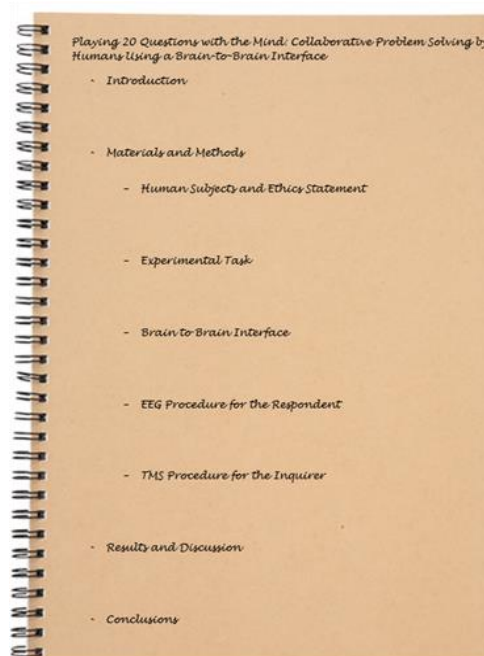 Playing 20 Questions with the Mind: Collaborative Problem Solving by
Humans Using a Brain-to-Brain Interface
- Introduction
- Materials and Methods
– Human Subjects and Ethics Statement
– Experimental Task
– Brain to Brain Interface
– EEG Procedure for the Respondent
– TMS Procedure for the Inquirer
- Results and Discussion
- Conclusions